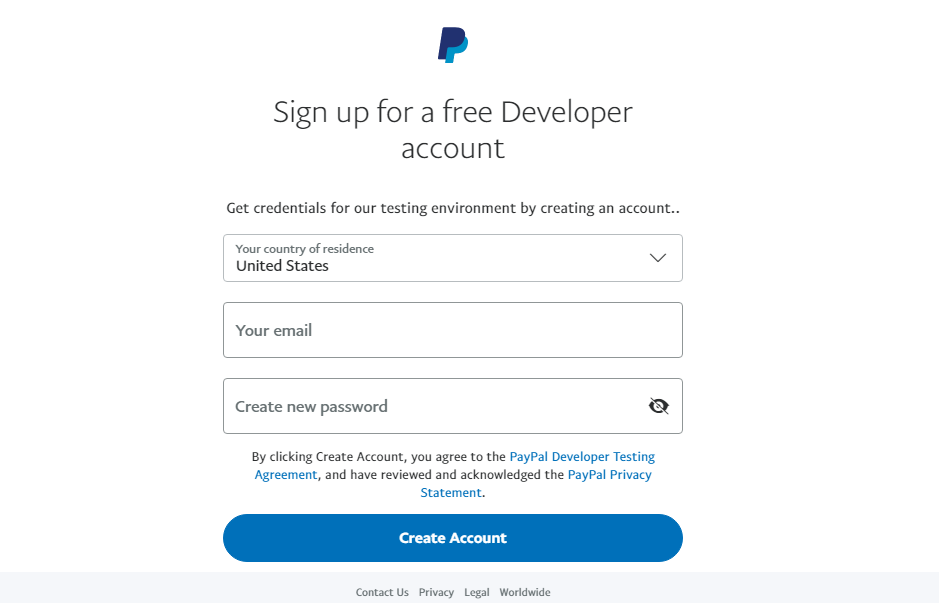 Sign up for a free Developer
account
Get credentials for our testing environment by creating an account..
Your country of residence
United States
Your email
Create new password
By clicking Create Account, you agree to the PayPal Developer Testing
Agreement, and have reviewed and acknowledged the PayPal Privacy
Statement.
Create Account
Contact Us Privacy Legal Worldwide